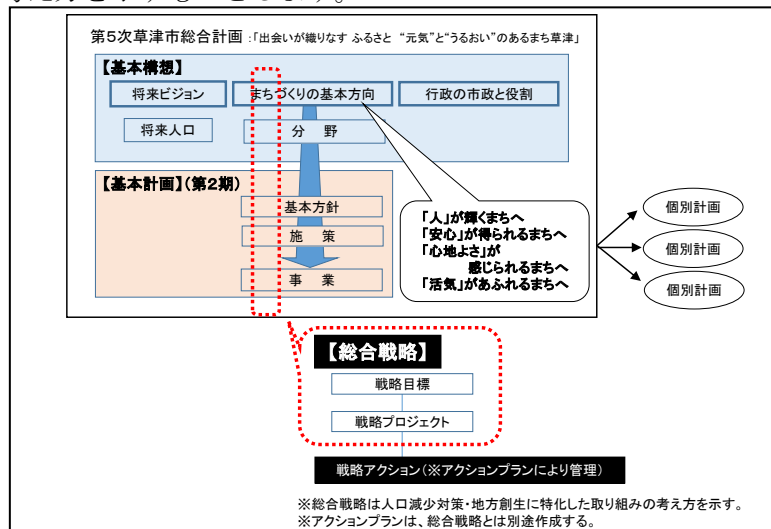 第5次草津市総合計画：「出会いが織りなす ふるさと “元気”と“うるおい”のあるまち草津」
【基本構想】
将来ビジョン
まちづくりの基本方向
行政の市政と役割
将来人口
分 野
【基本計画】（第2期）
基本方針
施 策
事 業
「人」が輝くまちへ
「安心」が得られるまちへ
「心地よさ」が
感じられるまちへ
「活気」があふれるまちへ
個別計画
個別計画
個別計画
【総合戦略】
戦略目標
戦略プロジェクト
戦略アクション（※アクションプランにより管理）
※総合戦略は人口減少対策・地方創生に特化した取り組みの考え方を示す。
※アクションプランは、総合戦略とは別途作成する。